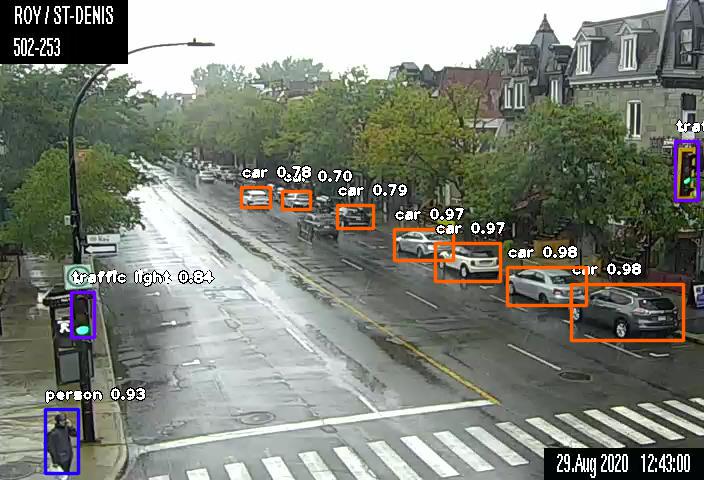 ROY / ST-DENIS
502-253
car 0.78
car 0.70
car 0.79
car 0.97
car 0.97
car 0.98
car 0.98
traffic light 0.84
person 0.93
29.Aug 2020 12:43:00